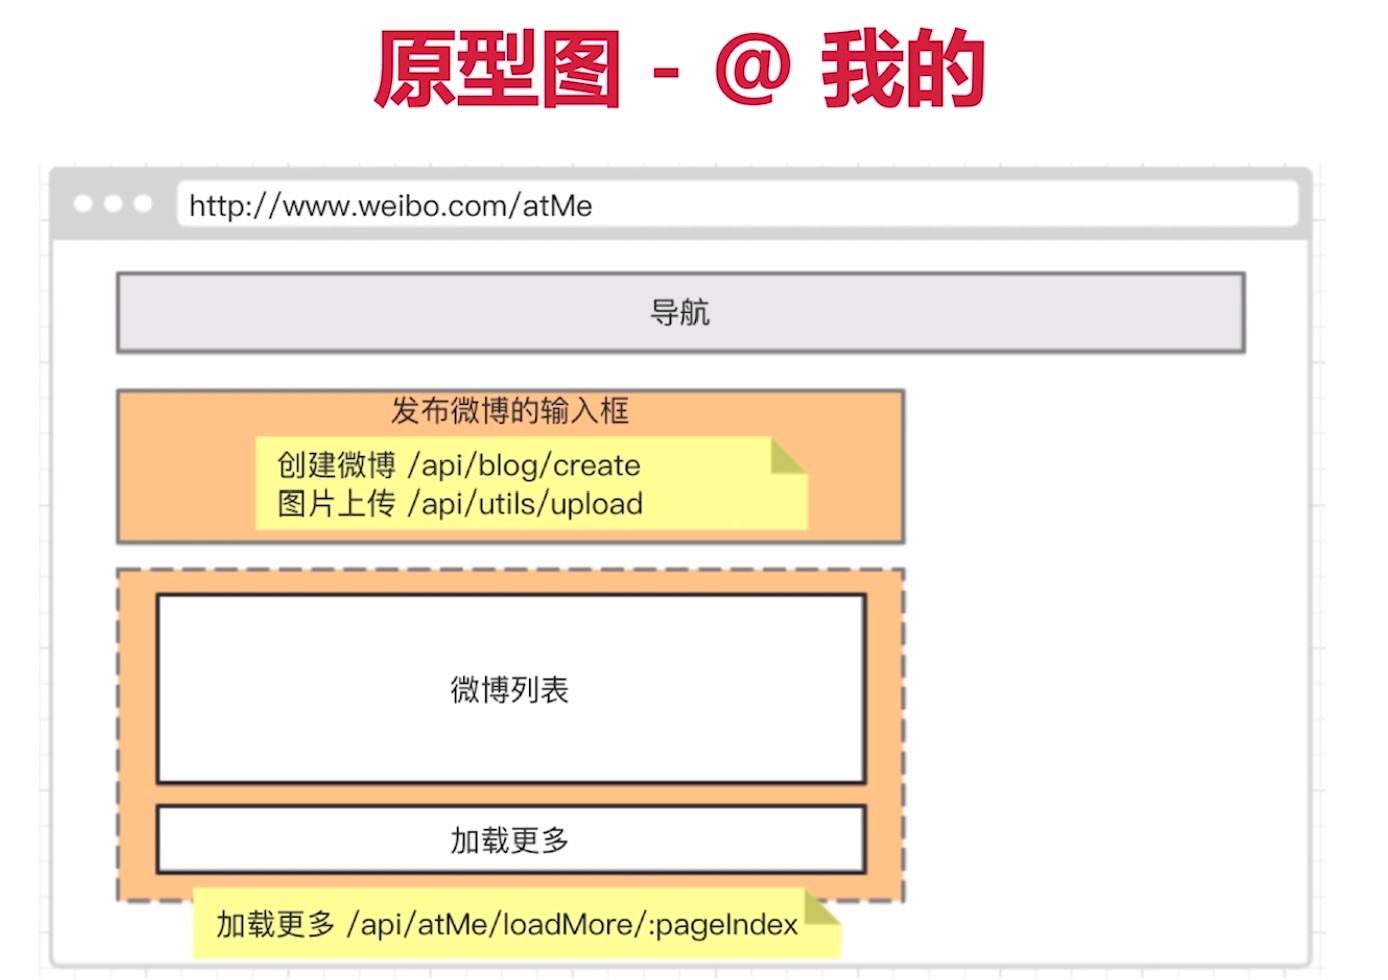 原型图 - @ 我的
http://www.weibo.com/atMe
导航
发布微博的输入框
创建微博 /api/blog/create
图片上传 /api/utils/upload
微博列表
加载更多
加载更多 /api/atMe/loadMore/:pageIndex